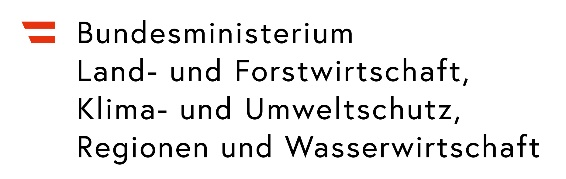 Bundesministerium
Land- und Forstwirtschaft,
Klima- und Umweltschutz,
Regionen und Wasserwirtschaft